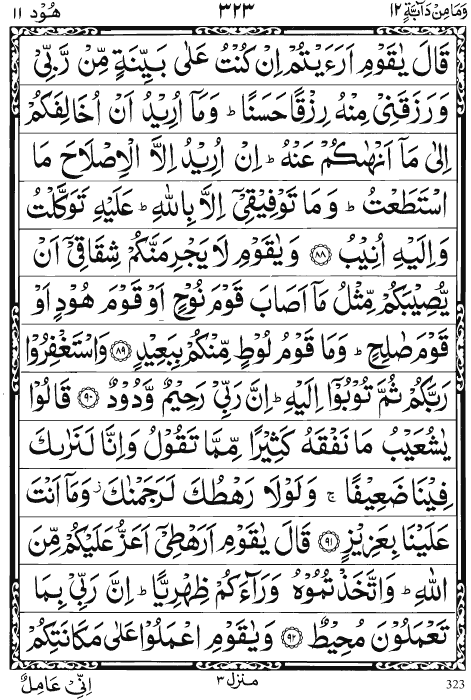 وَمَا مِنْ دَآبَّةٍ ١٢ ٣٢٣ هُوْد ١١
قَالَ يٰقَوْمِ اَرَءَيْتُمْ اِنْ كُنْتُ عَلٰى بَيِّنَةٍ مِّنْ رَّبِّىْ
وَرَزَقَنِىْ مِنْهُ رِزْقًا حَسَنًا ؕ وَمَاۤ اُرِيْدُ اَنْ اُخَالِفَكُمْ
اِلٰى مَاۤ اَنْهٰىكُمْ عَنْهُ ؕ اِنْ اُرِيْدُ اِلَّا الْاِصْلَاحَ مَا
اسْتَطَعْتُ ؕ وَمَا تَوْفِيْقِىْۤ اِلَّا بِاللّٰهِ ؕ عَلَيْهِ تَوَكَّلْتُ
وَاِلَيْهِ اُنِيْبُ ﴿٨٨﴾ وَيٰقَوْمِ لَا يَجْرِمَنَّكُمْ شِقَاقِىْۤ اَنْ
يُّصِيْبَكُمْ مِّثْلُ مَاۤ اَصَابَ قَوْمَ نُوْحٍ اَوْ قَوْمَ هُوْدٍ اَوْ
قَوْمَ صٰلِحٍ ؕ وَمَا قَوْمُ لُوْطٍ مِّنْكُمْ بِبَعِيْدٍ ﴿٨٩﴾ وَاسْتَغْفِرُوْا
رَبَّكُمْ ثُمَّ تُوْبُوْۤا اِلَيْهِ ؕ اِنَّ رَبِّىْ رَحِيْمٌ وَّدُوْدٌ ﴿٩٠﴾ قَالُوْا
يٰشُعَيْبُ مَا نَفْقَهُ كَثِيْرًا مِّمَّا تَقُوْلُ وَاِنَّا لَنَرٰىكَ
فِيْنَا ضَعِيْفًا ۚ وَلَوْلَا رَهْطُكَ لَرَجَمْنٰكَ ؗ وَمَاۤ اَنْتَ
عَلَيْنَا بِعَزِيْزٍ ﴿٩١﴾ قَالَ يٰقَوْمِ اَرَهْطِىْۤ اَعَزُّ عَلَيْكُمْ مِّنَ
اللّٰهِ ؕ وَاتَّخَذْتُمُوْهُ وَرَآءَكُمْ ظِهْرِيًّا ؕ اِنَّ رَبِّىْ بِمَا
تَعْمَلُوْنَ مُحِيْطٌ ﴿٩٢﴾ وَيٰقَوْمِ اعْمَلُوْا عَلٰى مَكَانَتِكُمْ
323 منزل ٣ اِنِّىْ عَامِلٌ